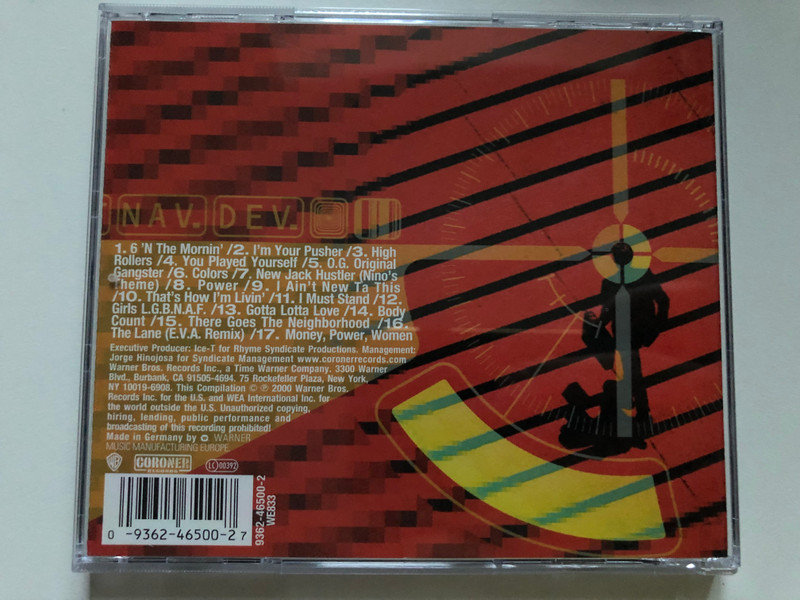 NAV. DEV.
1. 6 'N The Mornin' /2. I'm Your Pusher /3. High
Rollers /4. You Played Yourself /5. O.G. Original
Gangster /6. Colors /7. New Jack Hustler (Nino's
Theme) /8. Power /9. I Ain't New Ta This
/10. That's How I'm Livin' /11. I Must Stand /12.
Girls L.G.B.N.A.F. /13. Gotta Lotta Love /14. Body
Count /15. There Goes The Neighborhood /16.
The Lane (E.V.A. Remix) /17. Money, Power, Women
Executive Producer: Ice-T for Rhyme Syndicate Productions. Management:
Jorge Hinojosa for Syndicate Management www.coronerrecords.com
Warner Bros. Records Inc., a Time Warner Company. 3300 Warner
Blvd., Burbank, CA 91505-4694. 75 Rockefeller Plaza, New York,
NY 10019-6908. This Compilation © ℗ 2000 Warner Bros.
Records Inc. for the U.S. and WEA International Inc. for
the world outside the U.S. Unauthorized copying,
hiring, lending, public performance and
broadcasting of this recording prohibited!
Made in Germany by WARNER
MUSIC MANUFACTURING EUROPE
WB CORONER LC 00392
0 -9362-46500-2 7
9362-46500-2
WE833